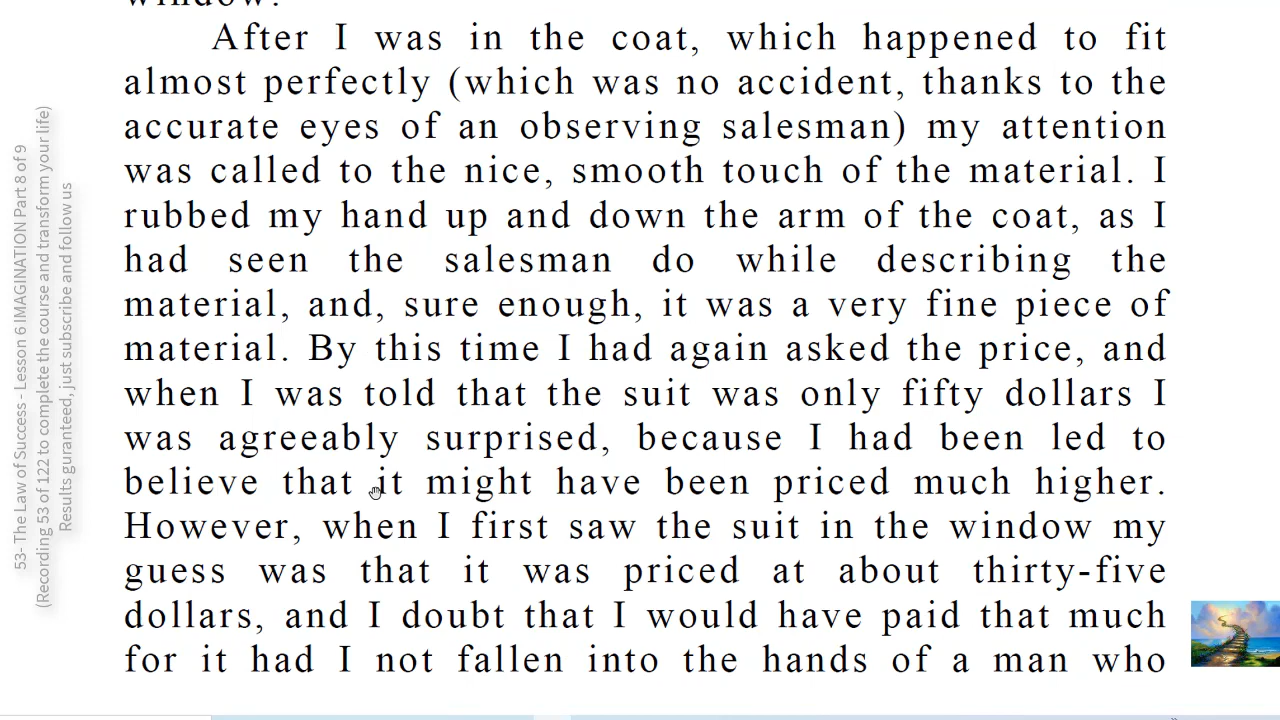 window.
After I was in the coat, which happened to fit
almost perfectly (which was no accident, thanks to the
accurate eyes of an observing salesman) my attention
was called to the nice, smooth touch of the material. I
rubbed my hand up and down the arm of the coat, as I
had seen the salesman do while describing the
material, and, sure enough, it was a very fine piece of
material. By this time I had again asked the price, and
when I was told that the suit was only fifty dollars I
was agreeably surprised, because I had been led to
believe that it might have been priced much higher.
However, when I first saw the suit in the window my
guess was that it was priced at about thirty-five
dollars, and I doubt that I would have paid that much
for it had I not fallen into the hands of a man who
53- The Law of Success - Lesson 6 IMAGINATION Part 8 of 9
(Recording 53 of 122 to complete the course and transform your life)
Results guranteed, just subscribe and follow us